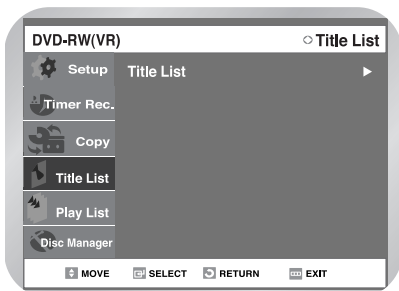 DVD-RW(VR) Title List
Setup
Title List
Timer Rec.
Copy
Title List
Play List
Disc Manager
MOVE SELECT RETURN EXIT